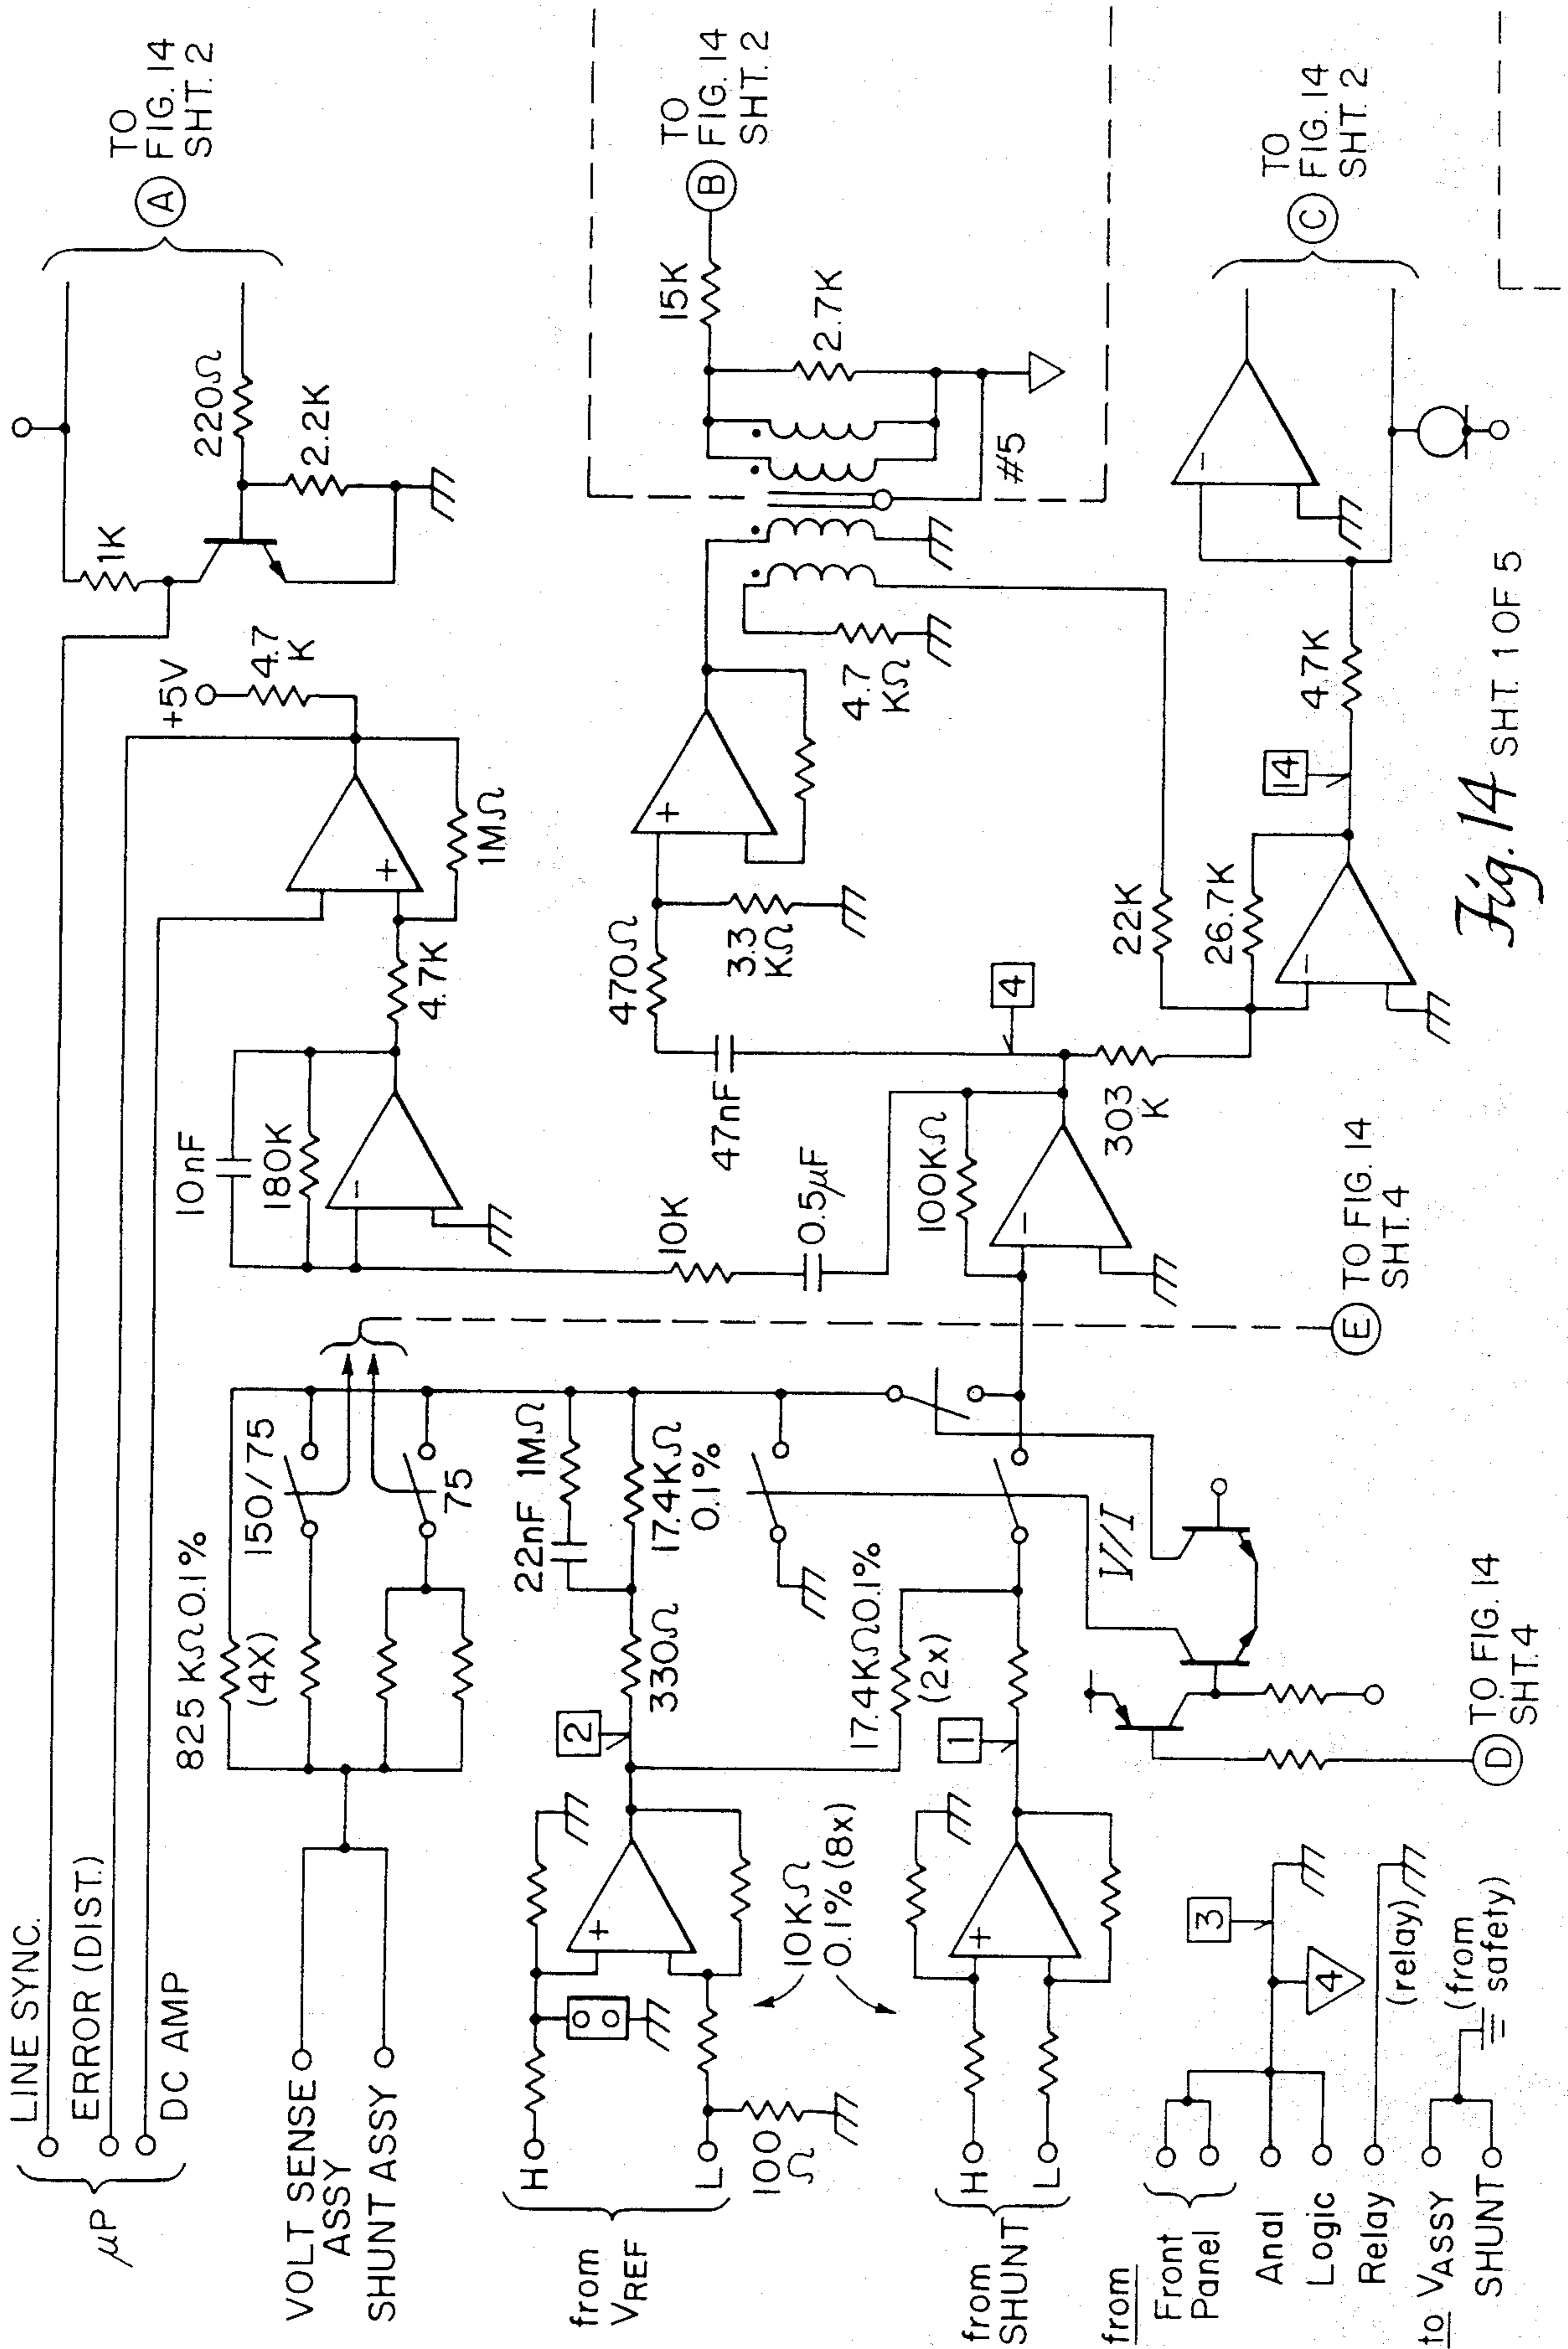 LINE SYNC.
ERROR (DIST.)
DC AMP
μP
VOLT SENSE
ASSY
SHUNT ASSY
825 KΩ 0.1%
(4X)
150/75
75
10nF
180K
4.7K
1MΩ
+5V
4.7
K
1K
220Ω
2.2K
A
TO
FIG. 14
SHT. 2
from
VREF
H
L
100
Ω
2
330Ω
22nF
1MΩ
17.4KΩ
0.1%
10K
0.5μF
47nF
470Ω
3.3
KΩ
4.7
KΩ
#5
15K
2.7K
B
TO
FIG. 14
SHT. 2
10KΩ
0.1% (8x)
17.4KΩ0.1%
(2x)
from
SHUNT
H
L
1
V/I
100KΩ
4
303
K
22K
26.7K
14
4.7K
C
TO
FIG. 14
SHT. 2
from
Front
Panel
Anal
Logic
Relay
to VASSY
SHUNT
3
4
(relay)
(from
safety)
D
TO FIG. 14
SHT. 4
E
TO FIG. 14
SHT. 4
Fig. 14 SHT. 1 OF 5